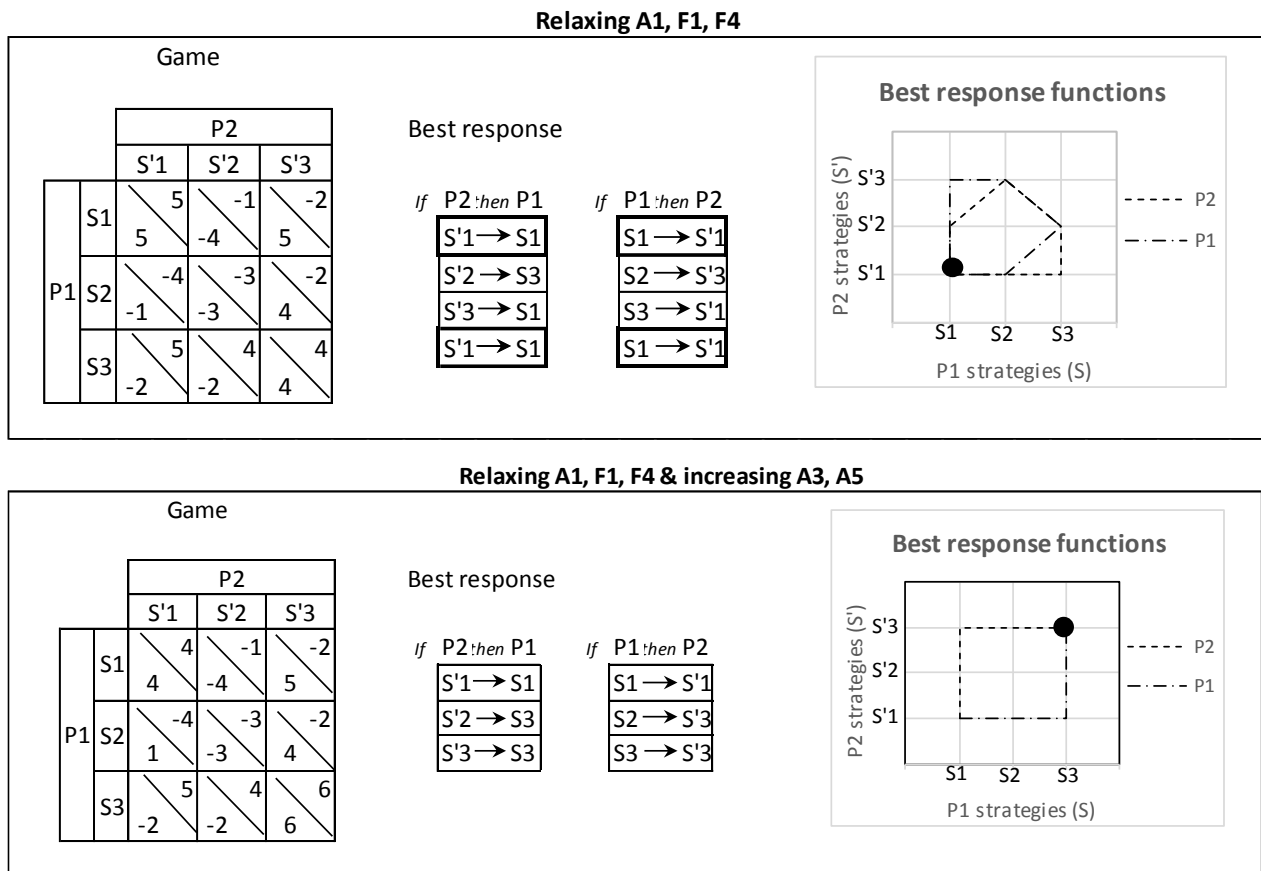 Relaxing A1, F1, F4
Game
P2
S'1 S'2 S'3
P1
S1 5 5 -1 -4 -2 5
S2 -4 -1 -3 -3 -2 4
S3 5 -2 4 -2 4 4
Best response
If P2 then P1
S'1 → S1
S'2 → S3
S'3 → S1
S'1 → S1
If P1 then P2
S1 → S'1
S2 → S'3
S3 → S'1
S1 → S'1
Best response functions
P2 strategies (S')
S'3
S'2
S'1
S1 S2 S3
P1 strategies (S)
P2
P1
Relaxing A1, F1, F4 & increasing A3, A5
Game
P2
S'1 S'2 S'3
P1
S1 4 4 -1 -4 -2 5
S2 -4 1 -3 -3 -2 4
S3 5 -2 4 -2 6 6
Best response
If P2 then P1
S'1 → S1
S'2 → S3
S'3 → S3
If P1 then P2
S1 → S'1
S2 → S'3
S3 → S'3
Best response functions
P2 strategies (S')
S'3
S'2
S'1
S1 S2 S3
P1 strategies (S)
P2
P1